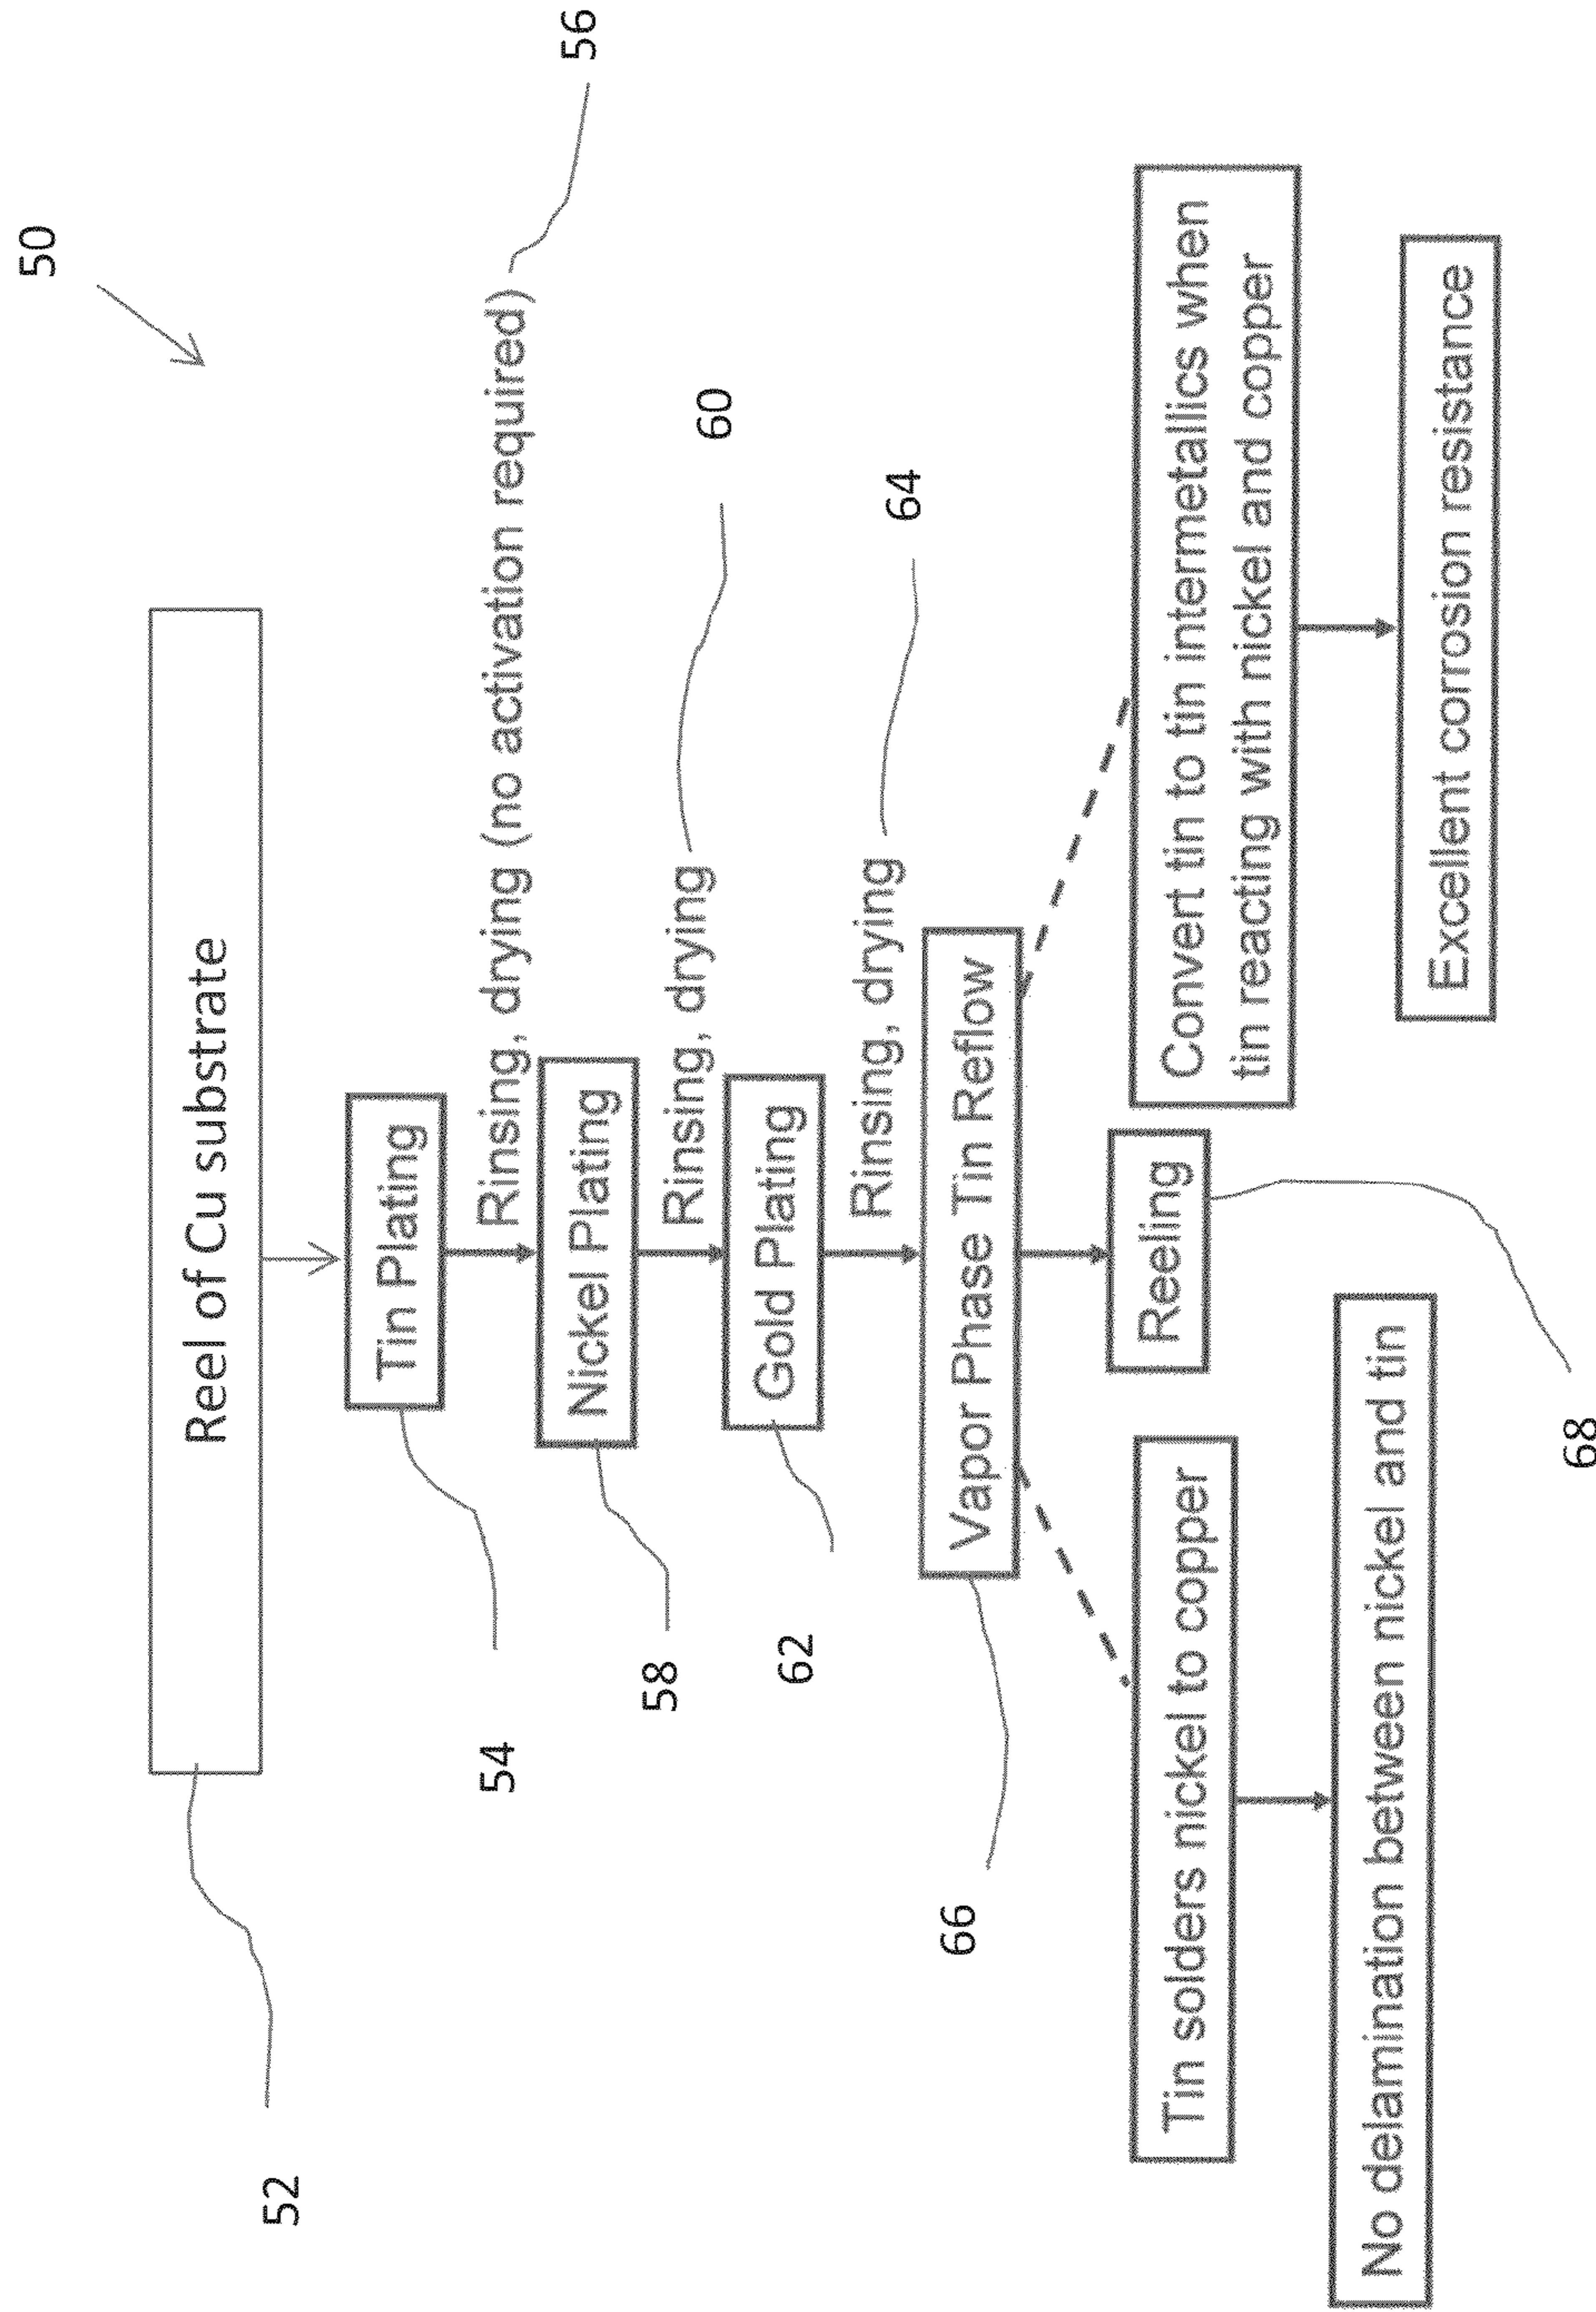 50
Reel of Cu substrate
52
Tin Plating
54
Rinsing, drying (no activation required)
56
Nickel Plating
58
Rinsing, drying
60
Gold Plating
62
Rinsing, drying
64
Vapor Phase Tin Reflow
66
Reeling
68
Tin solders nickel to copper
No delamination between nickel and tin
Convert tin to tin intermetallics when
tin reacting with nickel and copper
Excellent corrosion resistance